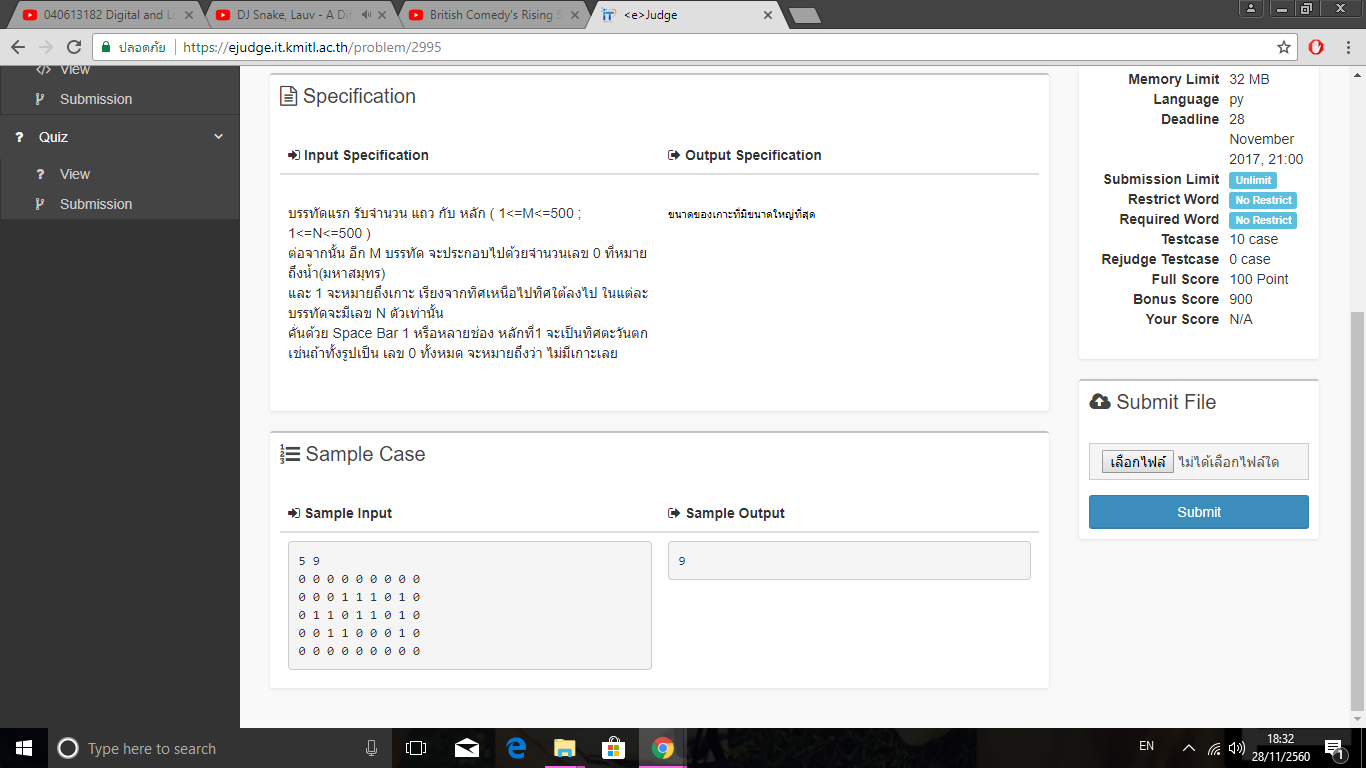 040613182 Digital and Lo
DJ Snake, Lauv - A Dif
British Comedy's Rising S
<e>Judge
ปลอดภัย
https://ejudge.it.kmitl.ac.th/problem/2995
View
Submission
Quiz
View
Submission
Specification
Input Specification
Output Specification
บรรทัดแรก รับจำนวน แถว กับ หลัก ( 1<=M<=500 ;
1<=N<=500 )
ต่อจากนั้น อีก M บรรทัด จะประกอบไปด้วยจำนวนเลข 0 ที่หมาย
ถึงน้ำ(มหาสมุทร)
และ 1 จะหมายถึงเกาะ เรียงจากทิศเหนือไปทิศใต้ลงไป ในแต่ละ
บรรทัดจะมีเลข N ตัวเท่านั้น
คั่นด้วย Space Bar 1 หรือหลายช่อง หลักที่1 จะเป็นทิศตะวันตก
เช่นถ้าทั้งรูปเป็น เลข 0 ทั้งหมด จะหมายถึงว่า ไม่มีเกาะเลย
ขนาดของเกาะที่มีขนาดใหญ่ที่สุด
Sample Case
Sample Input
Sample Output
5 9
0 0 0 0 0 0 0 0 0
0 0 0 1 1 1 0 1 0
0 1 1 0 1 1 0 1 0
0 0 1 1 0 0 0 1 0
0 0 0 0 0 0 0 0 0
9
Memory Limit 32 MB
Language py
Deadline 28
November
2017, 21:00
Submission Limit Unlimit
Restrict Word No Restrict
Required Word No Restrict
Testcase 10 case
Rejudge Testcase 0 case
Full Score 100 Point
Bonus Score 900
Your Score N/A
Submit File
เลือกไฟล์ ไม่ได้เลือกไฟล์ใด
Submit
Type here to search
EN
18:32
28/11/2560
1